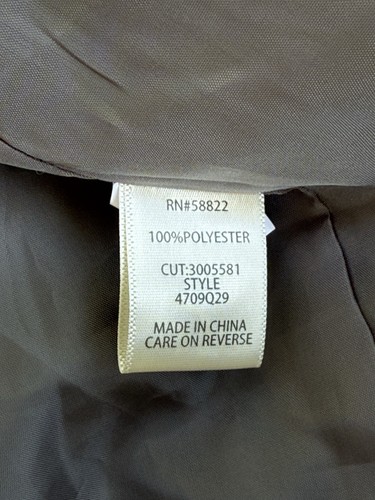 RN#58822
100%POLYESTER
CUT:3005581
STYLE
4709Q29
MADE IN CHINA
CARE ON REVERSE